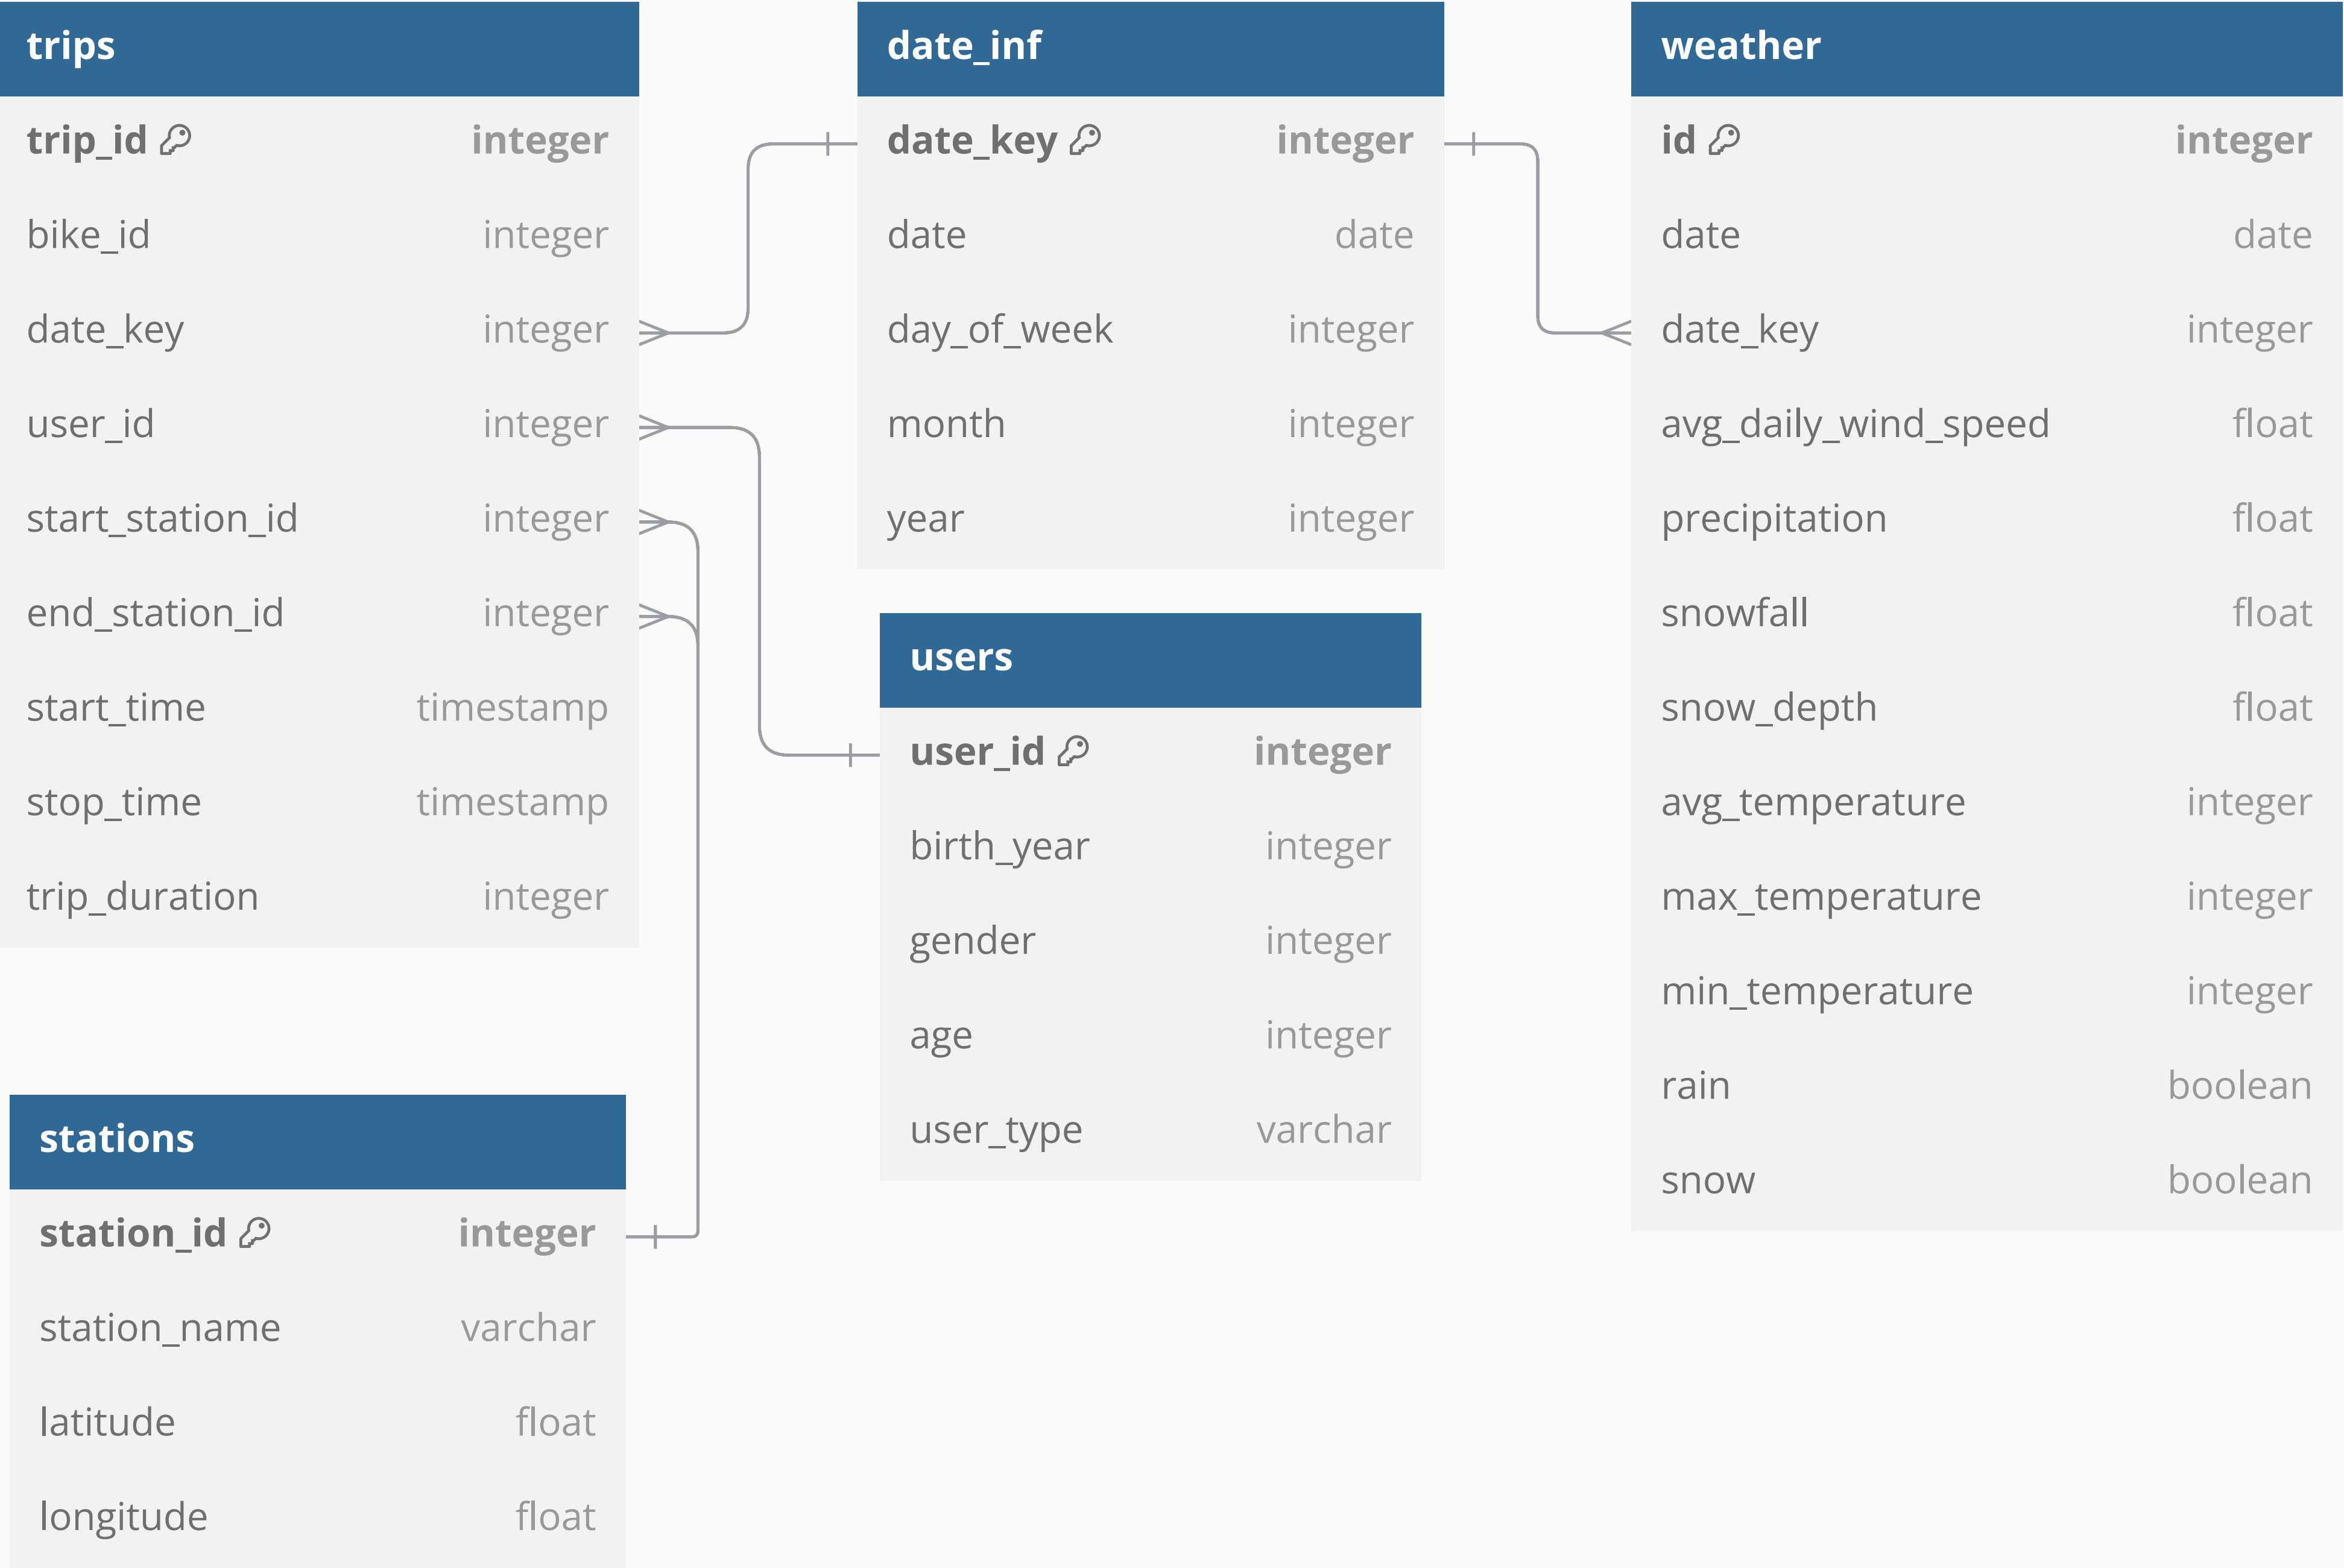 trips
trip_id integer
bike_id integer
date_key integer
user_id integer
start_station_id integer
end_station_id integer
start_time timestamp
stop_time timestamp
trip_duration integer
date_inf
date_key integer
date date
day_of_week integer
month integer
year integer
weather
id integer
date date
date_key integer
avg_daily_wind_speed float
precipitation float
snowfall float
snow_depth float
avg_temperature integer
max_temperature integer
min_temperature integer
rain boolean
snow boolean
users
user_id integer
birth_year integer
gender integer
age integer
user_type varchar
stations
station_id integer
station_name varchar
latitude float
longitude float